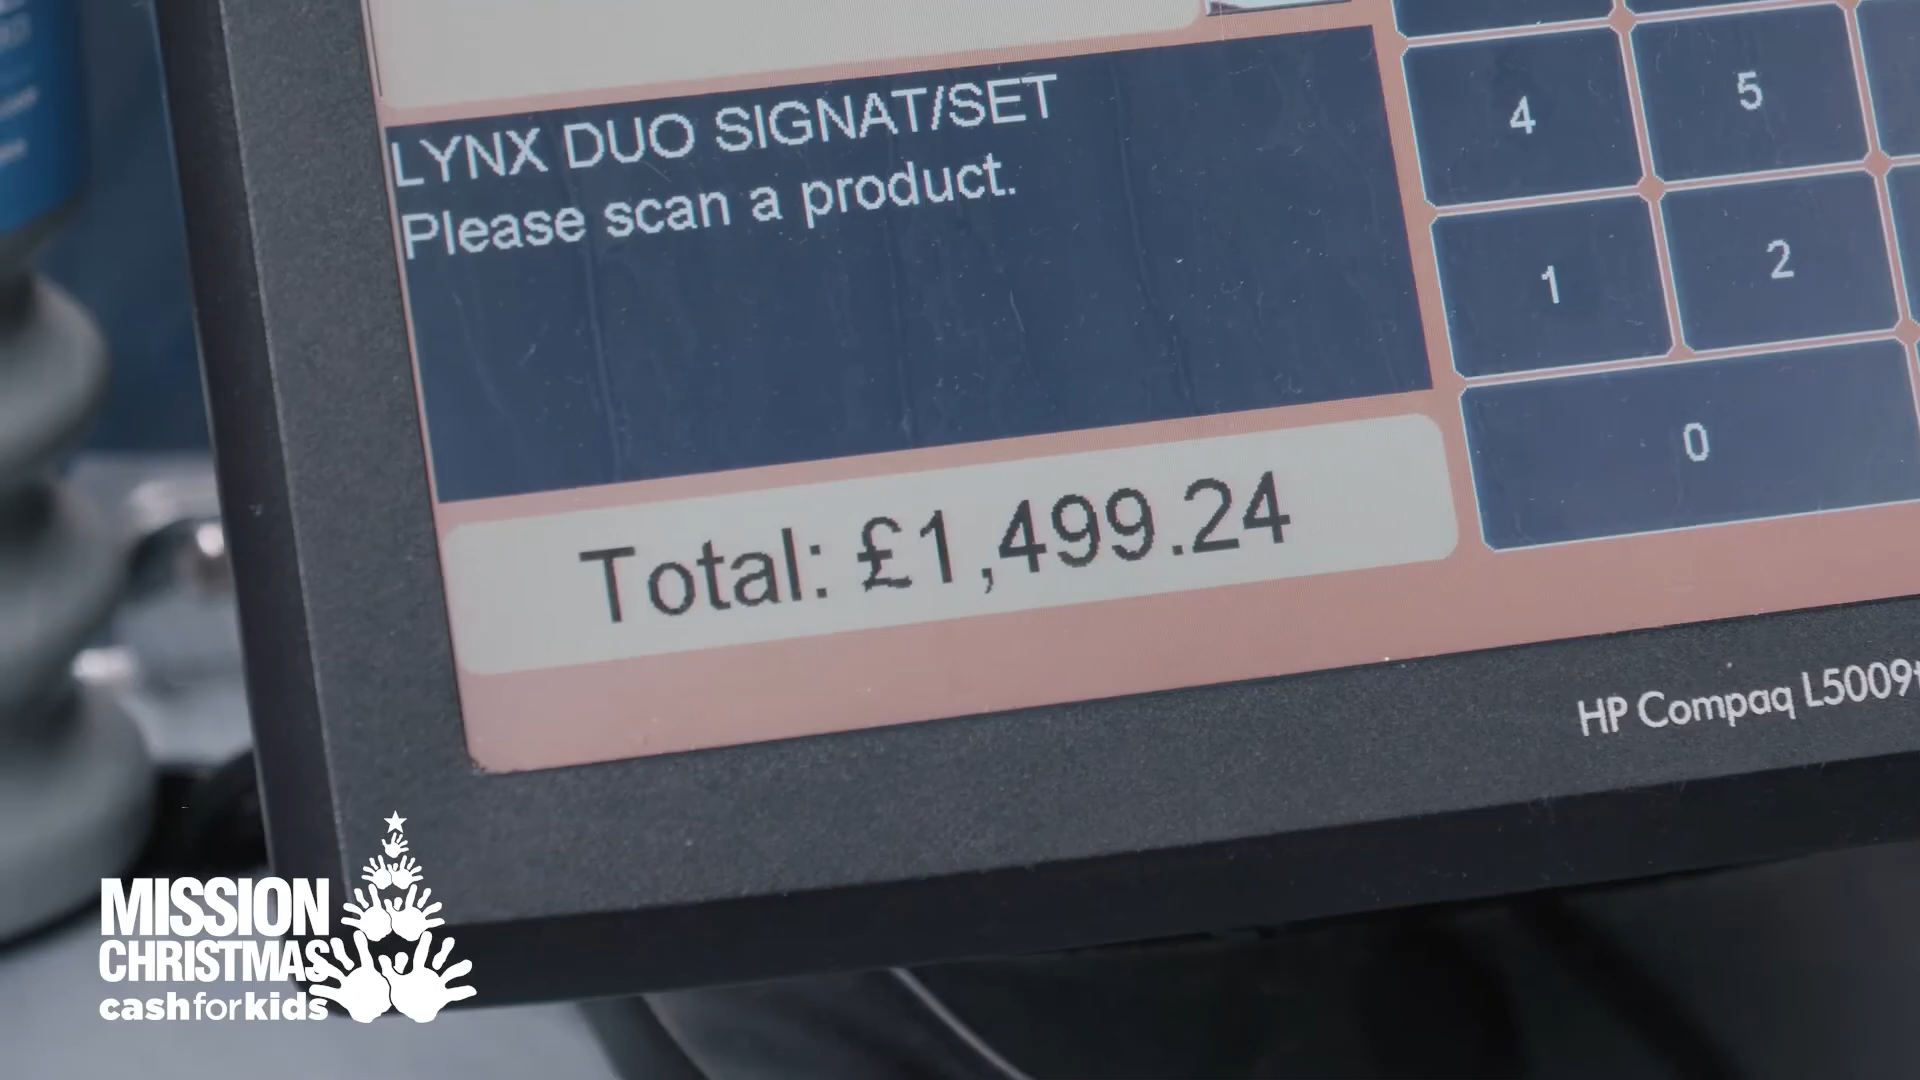 LYNX DUO SIGNAT/SET
Please scan a product.
4
5
1
2
0
Total: £1,499.24
HP Compaq L5009t
MISSION
CHRISTMAS
cashforkids